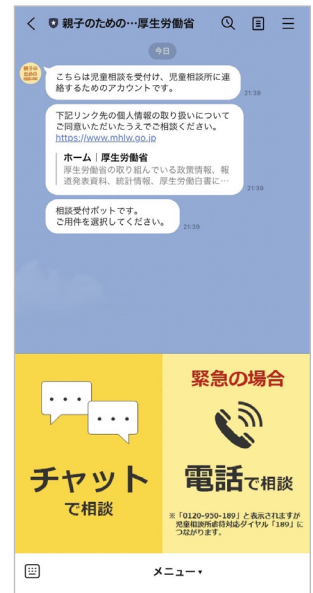 親子のための…厚生労働省
今日
親子の
ための
こちらは児童相談を受付け、児童相談所に連
絡するためのアカウントです。
21:39
下記リンク先の個人情報の取り扱いについて
ご同意いただいたうえでご相談ください。
https://www.mhlw.go.jp
ホーム｜厚生労働省
厚生労働省の取り組んでいる政策情報、報
道発表資料、統計情報、厚生労働白書に…
21:39
相談受付ボットです。
ご用件を選択してください。
21:39
チャット
で相談
緊急の場合
電話で相談
※「0120-950-189」と表示されますが
児童相談所虐待対応ダイヤル「189」に
つながります。
メニュー▾